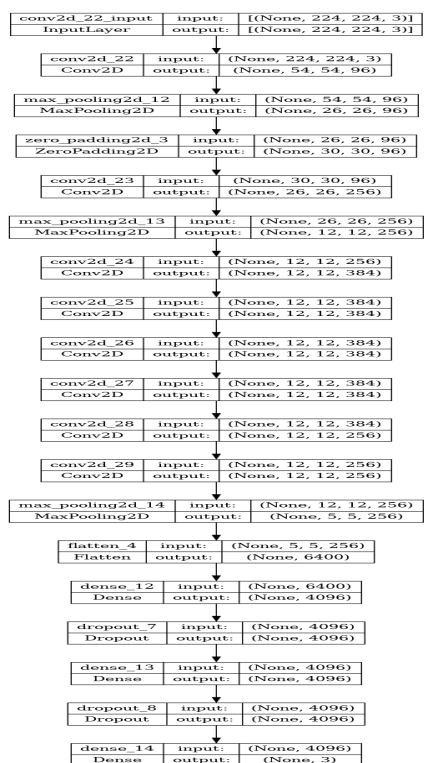 conv2d_22_input input: [(None, 224, 224, 3)]
InputLayer output: [(None, 224, 224, 3)]
conv2d_22 input: (None, 224, 224, 3)
Conv2D output: (None, 54, 54, 96)
max_pooling2d_12 input: (None, 54, 54, 96)
MaxPooling2D output: (None, 26, 26, 96)
zero_padding2d_3 input: (None, 26, 26, 96)
ZeroPadding2D output: (None, 30, 30, 96)
conv2d_23 input: (None, 30, 30, 96)
Conv2D output: (None, 26, 26, 256)
max_pooling2d_13 input: (None, 26, 26, 256)
MaxPooling2D output: (None, 12, 12, 256)
conv2d_24 input: (None, 12, 12, 256)
Conv2D output: (None, 12, 12, 384)
conv2d_25 input: (None, 12, 12, 384)
Conv2D output: (None, 12, 12, 384)
conv2d_26 input: (None, 12, 12, 384)
Conv2D output: (None, 12, 12, 384)
conv2d_27 input: (None, 12, 12, 384)
Conv2D output: (None, 12, 12, 384)
conv2d_28 input: (None, 12, 12, 384)
Conv2D output: (None, 12, 12, 256)
conv2d_29 input: (None, 12, 12, 256)
Conv2D output: (None, 12, 12, 256)
max_pooling2d_14 input: (None, 12, 12, 256)
MaxPooling2D output: (None, 5, 5, 256)
flatten_4 input: (None, 5, 5, 256)
Flatten output: (None, 6400)
dense_12 input: (None, 6400)
Dense output: (None, 4096)
dropout_7 input: (None, 4096)
Dropout output: (None, 4096)
dense_13 input: (None, 4096)
Dense output: (None, 4096)
dropout_8 input: (None, 4096)
Dropout output: (None, 4096)
dense_14 input: (None, 4096)
Dense output: (None, 3)